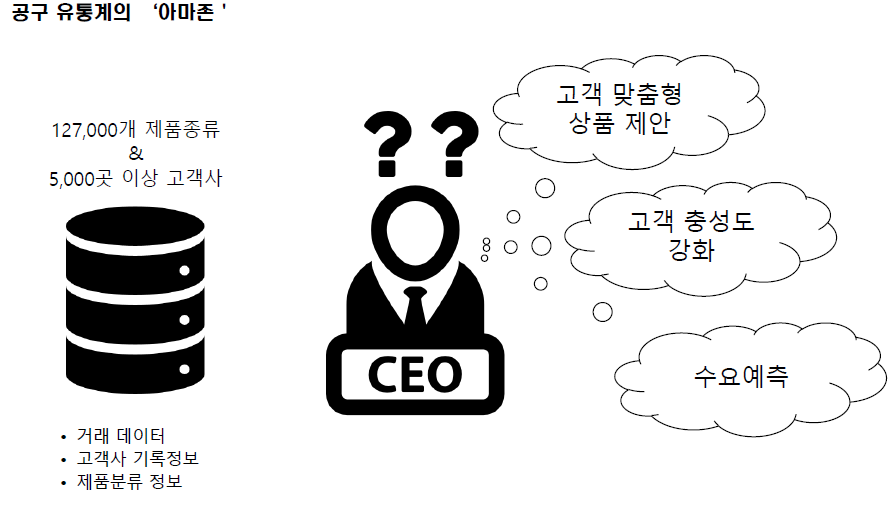 공구 유통계의 ‘아마존 '
127,000개 제품종류
&
5,000곳 이상 고객사
• 거래 데이터
• 고객사 기록정보
• 제품분류 정보
? ?
CEO
고객 맞춤형
상품 제안
고객 충성도
강화
수요예측